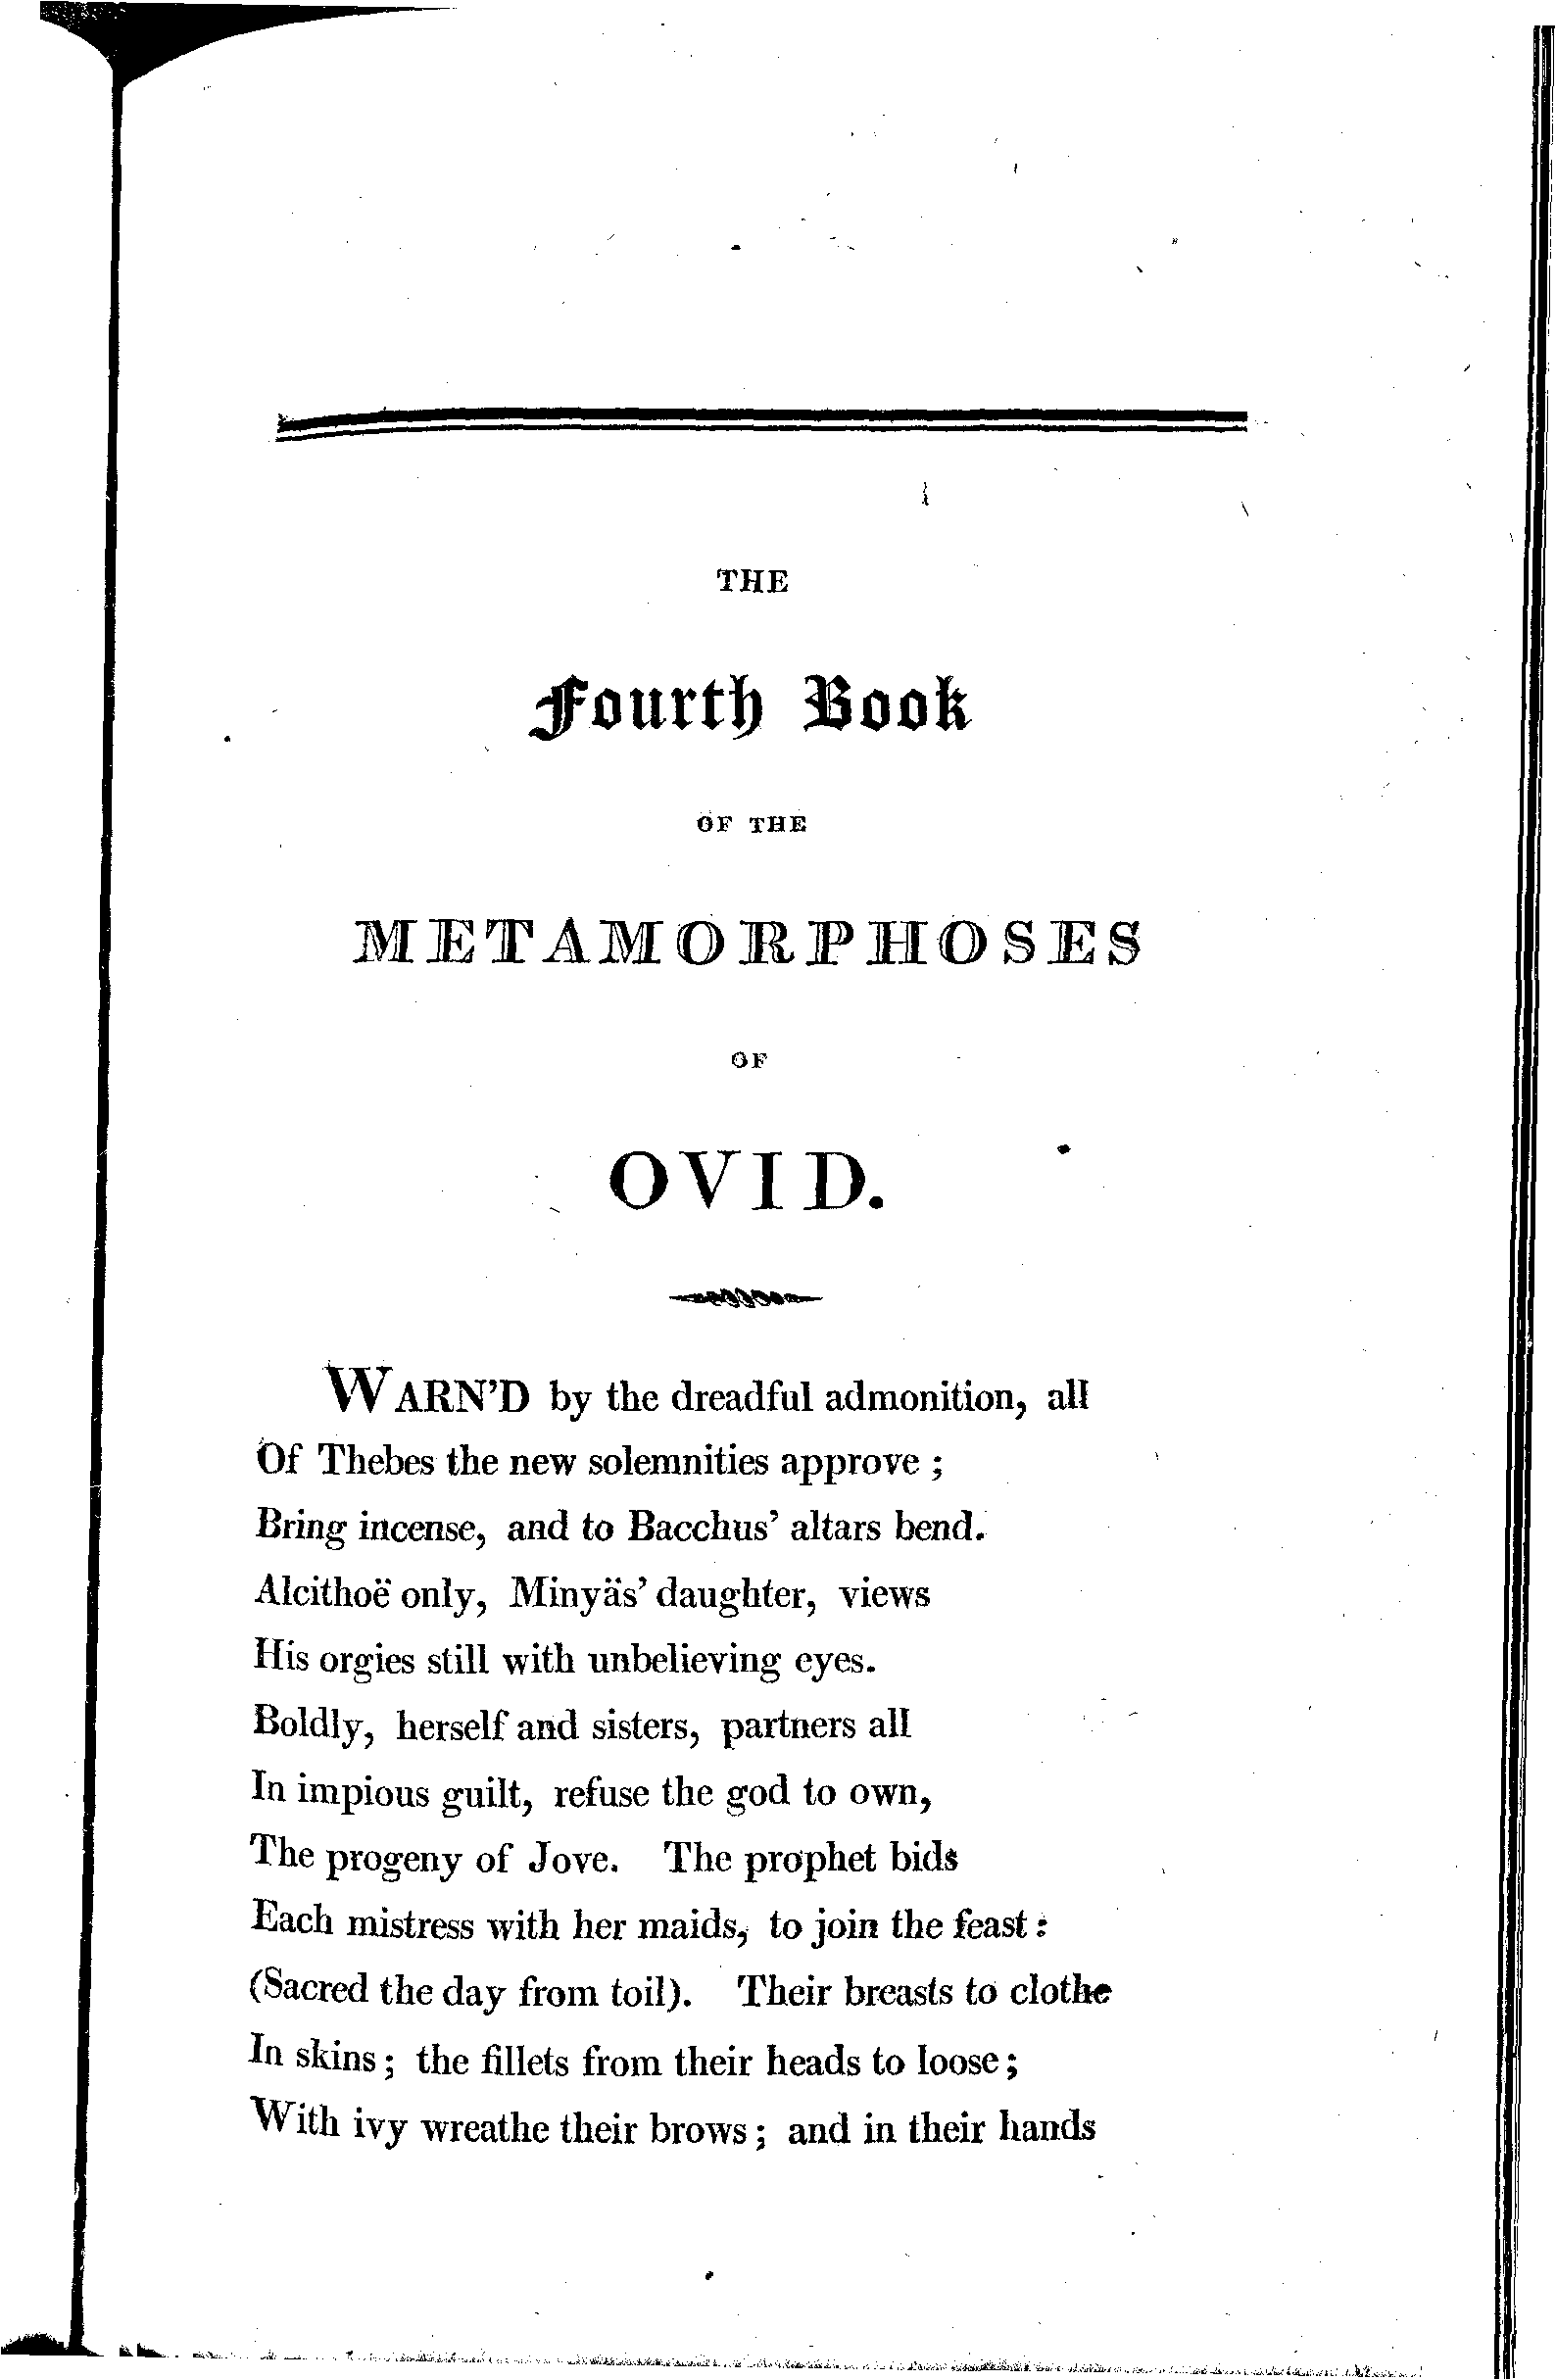 THE
Fourth Book
OF THE
METAMORPHOSES
OF
OVID.
WARN'D by the dreadful admonition, all
Of Thebes the new solemnities approve ;
Bring incense, and to Bacchus' altars bend.
Alcithoë only, Minyäs' daughter, views
His orgies still with unbelieving eyes.
Boldly, herself and sisters, partners all
In impious guilt, refuse the god to own,
The progeny of Jove. The prophet bids
Each mistress with her maids, to join the feast :
(Sacred the day from toil). Their breasts to clothe
In skins ; the fillets from their heads to loose ;
With ivy wreathe their brows ; and in their hands